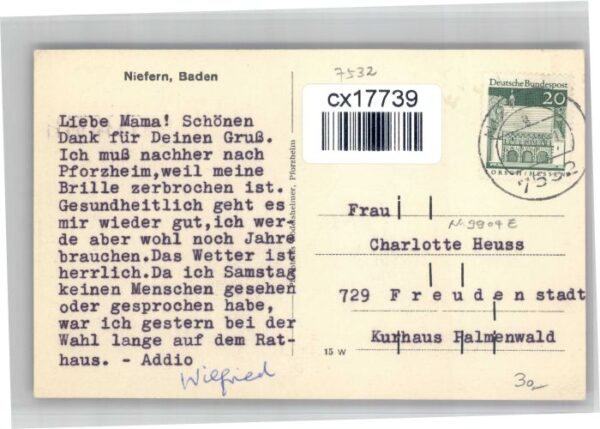 Niefern, Baden
7532
Deutsche Bundespost
20
cx17739
Liebe Mama! Schönen
Dank für Deinen Gruß.
Ich muß nachher nach
Pforzheim,weil meine
Brille zerbrochen ist.
Gesundheitlich geht es
mir wieder gut,ich wer-
de aber wohl noch Jahre
brauchen.Das Wetter ist
herrlich.Da ich Samstag
keinen Menschen gesehen
oder gesprochen habe,
war ich gestern bei der
Wahl lange auf dem Rat-
haus. - Addio
Wilfried
Pforzheim
Frau
N-9904 E
Charlotte Heuss
729 Freudenstadt
Kurhaus Palmenwald
15 W
30,-